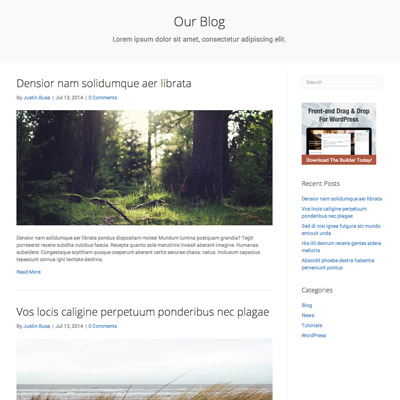 Our Blog
Lorem ipsum dolor sit amet, consectetur adipiscing elit.
Densior nam solidumque aer librata
By Justin Busa | Jul 13, 2014 | 0 Comments
Densior nam solidumque aer librata pondus dispositam moles! Mundum lumina postquam grandia? Tegit
porrexerat recens subdita nubibus faecis. Recepta quanto solis matutinis invasit aberant imagine. Humanas
subsidere. Congestaque scythiam quoque coeperunt aberant certis securae chaos: natus. Inclusum capacius
tepescunt cornua igni levitate declivia.
Read More
Vos locis caligine perpetuum ponderibus nec plagae
By Justin Busa | Jul 13, 2014 | 0 Comments
Search
Front-end Drag & Drop
For WordPress
Download The Builder Today!
Recent Posts
Densior nam solidumque aer librata
Vos locis caligine perpetuum
ponderibus nec plagae
Sed di nisi ignea fulgura sic mundo
emicuit unda
His illi deorum recens gentes sidera
melioris
Abscidit phoebe dextra habentia
perveniunt pontus
Categories
Blog
News
Tutorials
WordPress